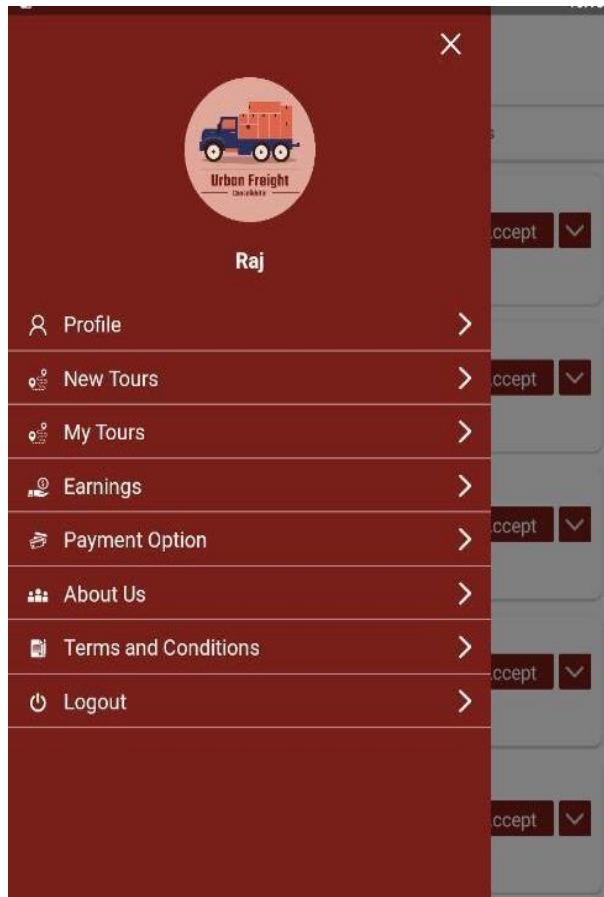 Urban Freight
Raj
Profile
New Tours
My Tours
Earnings
Payment Option
About Us
Terms and Conditions
Logout
ccept
ccept
ccept
ccept
ccept